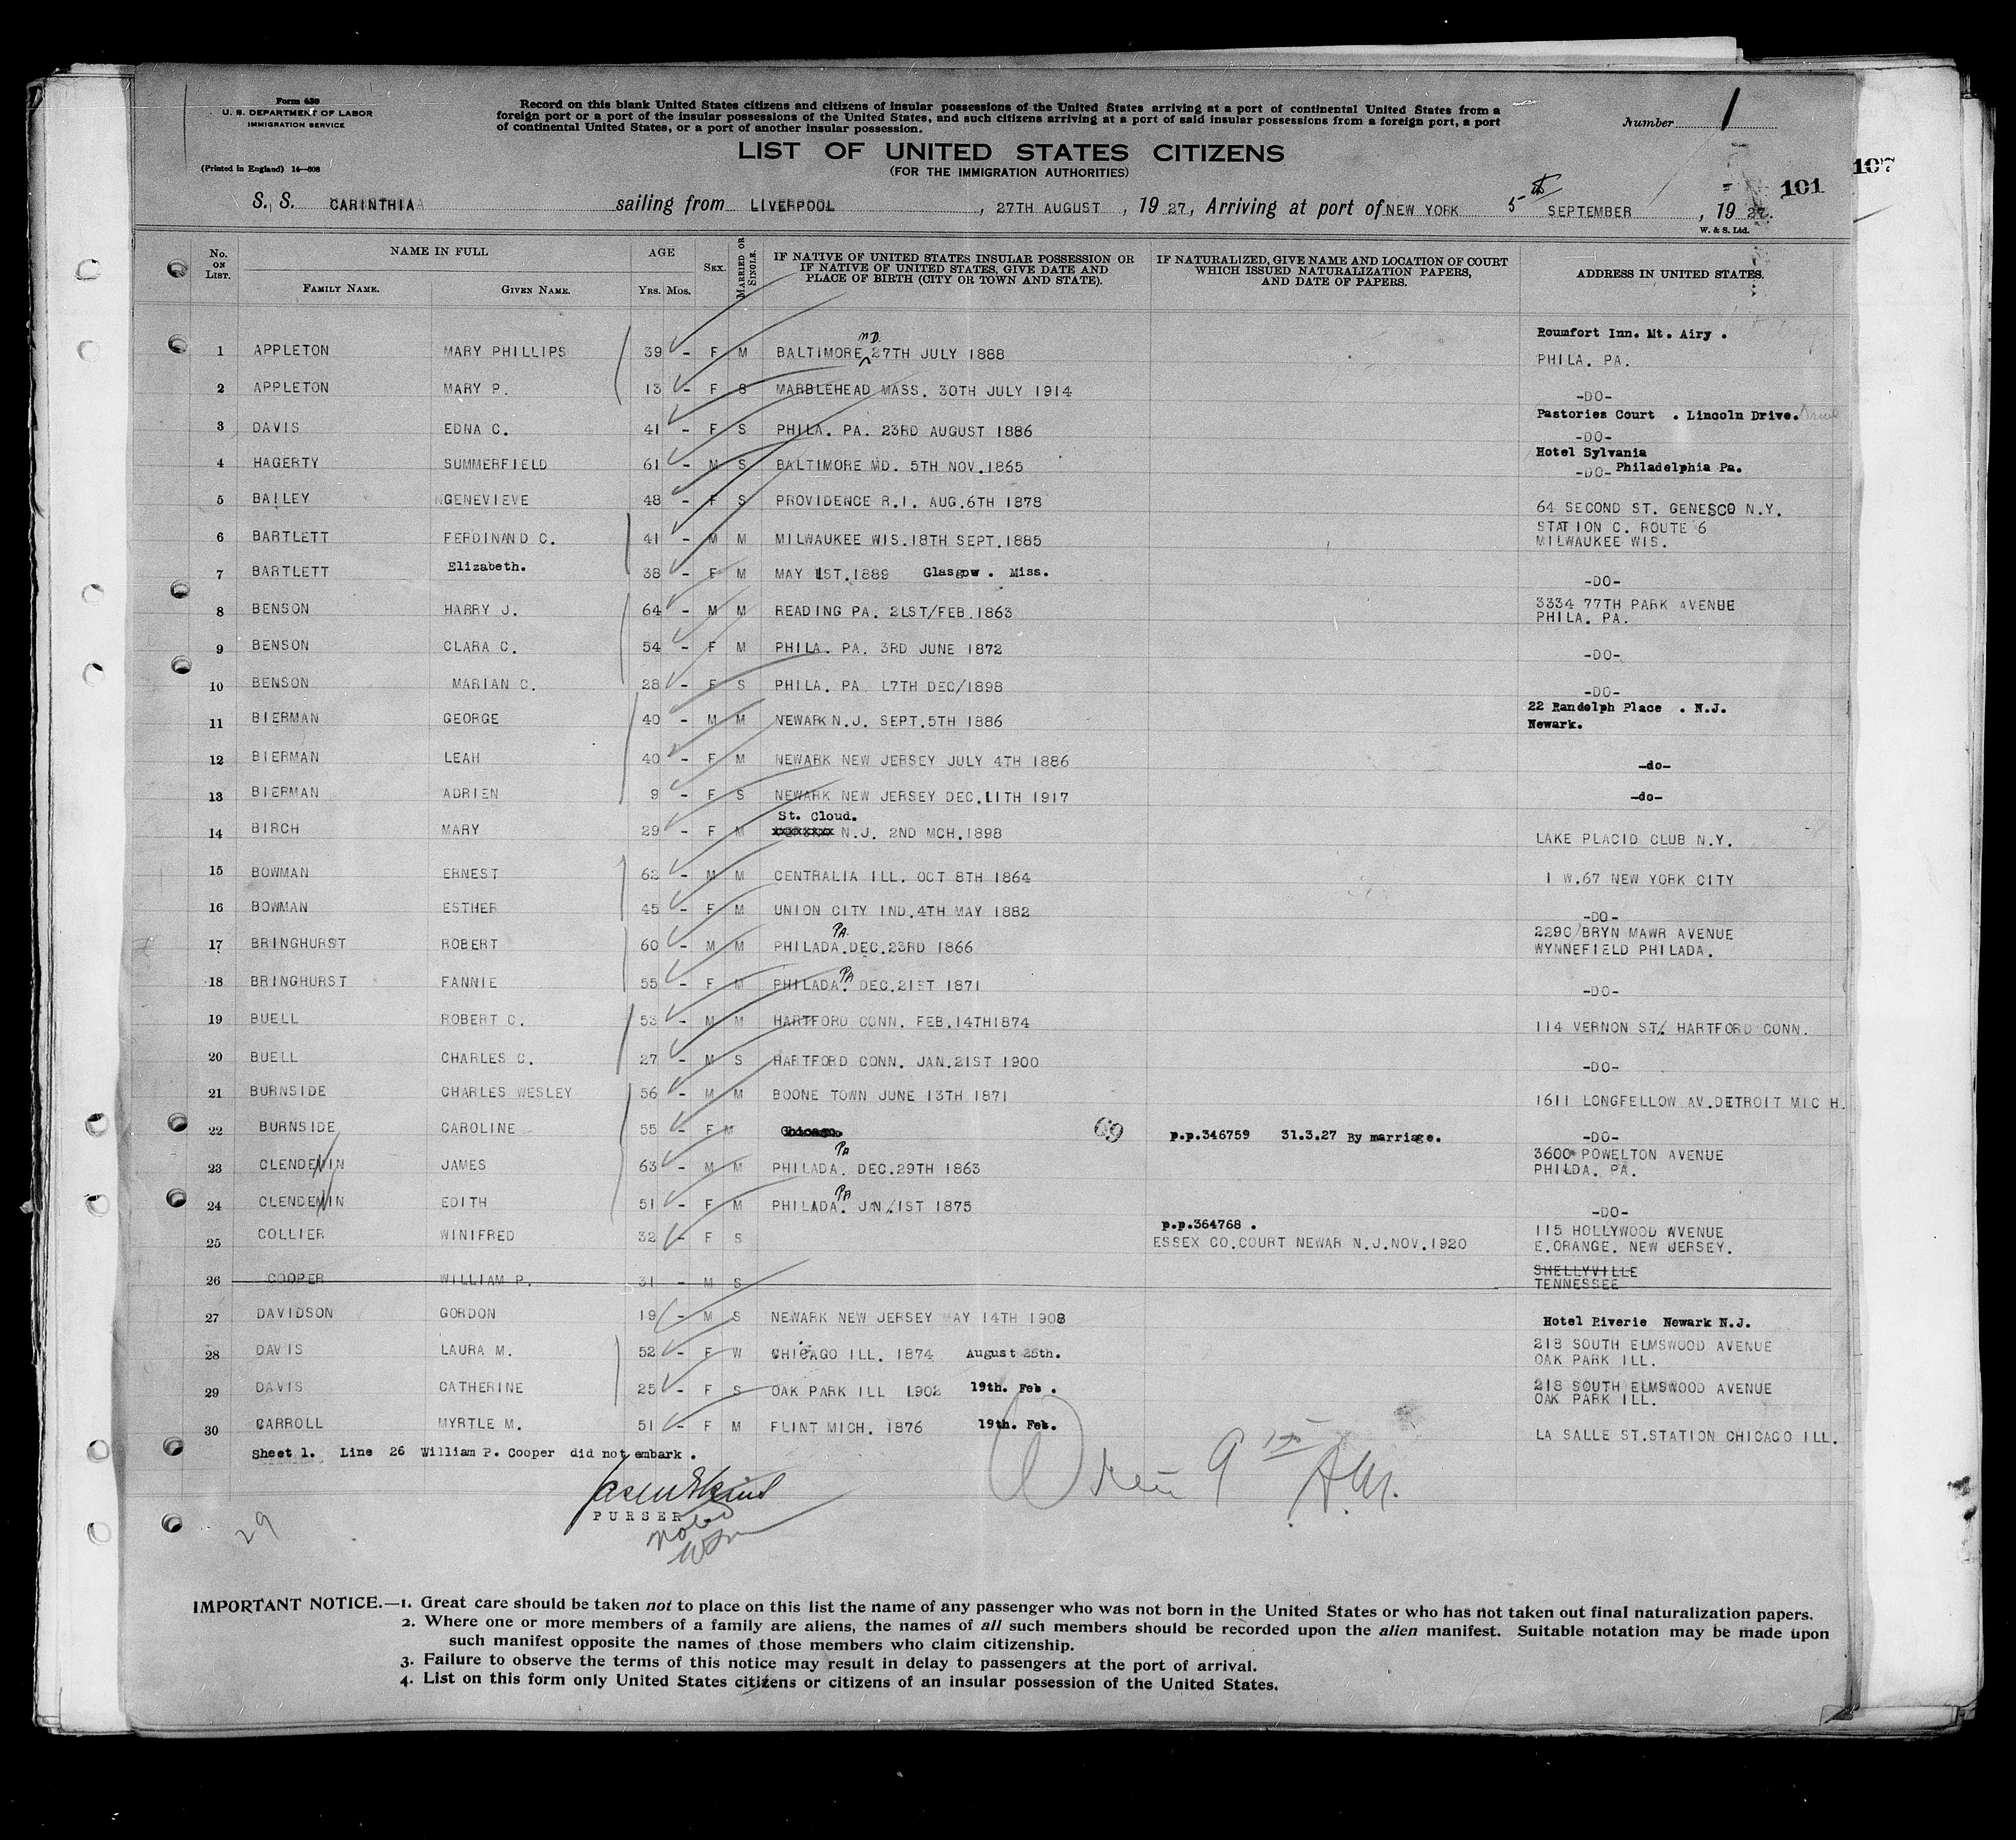 Form 630
U. S. DEPARTMENT OF LABOR
IMMIGRATION SERVICE
(Printed in England) 14—608
Record on this blank United States citizens and citizens of insular possessions of the United States arriving at a port of continental United States from a
foreign port or a port of the insular possessions of the United States, and such citizens arriving at a port of said insular possessions from a foreign port, a port
of continental United States, or a port of another insular possession.
Number 1
LIST OF UNITED STATES CITIZENS
(FOR THE IMMIGRATION AUTHORITIES)
107
101
S. S. CARINTHIA sailing from LIVERPOOL, 27TH AUGUST, 19 27, Arriving at port of NEW YORK 5th SEPTEMBER, 19 27.
W. & S. Ltd.
No. ON LIST. NAME IN FULL FAMILY NAME. GIVEN NAME. AGE YRS. MOS. SEX. MARRIED OR SINGLE. IF NATIVE OF UNITED STATES INSULAR POSSESSION OR IF NATIVE OF UNITED STATES, GIVE DATE AND PLACE OF BIRTH (CITY OR TOWN AND STATE). IF NATURALIZED, GIVE NAME AND LOCATION OF COURT WHICH ISSUED NATURALIZATION PAPERS, AND DATE OF PAPERS. ADDRESS IN UNITED STATES.
1 APPLETON MARY PHILLIPS 39 - F M BALTIMORE MD. 27TH JULY 1888 Roumfort Inn. Mt. Airy . PHILA. PA.
2 APPLETON MARY P. 13 - F S MARBLEHEAD MASS. 30TH JULY 1914 -DO-
3 DAVIS EDNA C. 41 - F S PHILA. PA. 23RD AUGUST 1886 Pastories Court . Lincoln Drive. -DO-
4 HAGERTY SUMMERFIELD 61 - M S BALTIMORE MD. 5TH NOV.1865 Hotel Sylvania -DO- Philadelphia Pa.
5 BAILEY GENEVIEVE 48 - F S PROVIDENCE R.I. AUG.6TH 1878 64 SECOND ST. GENESCO N.Y.
6 BARTLETT FERDINAND C. 41 - M M MILWAUKEE WIS.18TH SEPT.1885 STATION C. ROUTE 6 MILWAUKEE WIS.
7 BARTLETT Elizabeth. 38 - F M MAY 1ST.1889 Glasgow . Miss. -DO-
8 BENSON HARRY J. 64 - M M READING PA. 21ST/FEB.1863 3334 77TH PARK AVENUE PHILA. PA.
9 BENSON CLARA C. 54 - F M PHILA. PA. 3RD JUNE 1872 -DO-
10 BENSON MARIAN C. 28 - F S PHILA. PA L7TH DEC/1898 -DO-
11 BIERMAN GEORGE 40 - M M NEWARK N.J. SEPT.5TH 1886 22 Randolph Place . N.J. Newark.
12 BIERMAN LEAH 40 - F M NEWARK NEW JERSEY JULY 4TH 1886 -do-
13 BIERMAN ADRIEN 9 - F S NEWARK NEW JERSEY DEC.11TH 1917 -do-
14 BIRCH MARY 29 - F M St. Cloud. xxxxxxxx N.J. 2ND MCH.1898 LAKE PLACID CLUB N.Y.
15 BOWMAN ERNEST 62 - M M CENTRALIA ILL. OCT 8TH 1864 1 W.67 NEW YORK CITY
16 BOWMAN ESTHER 45 - F M UNION CITY IND.4TH MAY 1882 -DO-
17 BRINGHURST ROBERT 60 - M M PHILADA PA. DEC.23RD 1866 2290 BRYN MAWR AVENUE WYNNEFIELD PHILADA.
18 BRINGHURST FANNIE 55 - F M PHILADA. PA DEC.21ST 1871 -DO-
19 BUELL ROBERT C. 53 - M M HARTFORD CONN. FEB.14TH1874 114 VERNON ST. HARTFORD CONN.
20 BUELL CHARLES C. 27 - M S HARTFORD CONN. JAN.21ST 1900 -DO-
21 BURNSIDE CHARLES WESLEY 56 - M M BOONE TOWN JUNE 13TH 1871 1611 LONGFELLOW AV.DETROIT MICH.
22 BURNSIDE CAROLINE 55 - F M Chicago. 69 p.p.346759 31.3.27 By marriage. -DO-
23 CLENDENIN JAMES 63 - M M PHILADA. PA DEC.29TH 1863 3600 POWELTON AVENUE PHILDA. PA.
24 CLENDENIN EDITH 51 - F M PHILADA. PA JAN/1ST 1875 -DO-
25 COLLIER WINIFRED 32 - F S p.p.364768 . ESSEX CO.COURT NEWAR N.J.NOV.1920 115 HOLLYWOOD WVENUE E.ORANGE. NEW JERSEY.
26 COOPER WILLIAM P. 31 - M S SHELLYVILLE TENNESSEE
27 DAVIDSON GORDON 19 - M S NEWARK NEW JERSEY MAY 14TH 1908 Hotel Riverie Newark N.J.
28 DAVIS LAURA M. 52 - F W CHICAGO ILL. 1874 August 25th. 218 SOUTH ELMSWOOD AVENUE OAK PARK ILL.
29 DAVIS CATHERINE 25 - F S OAK PARK ILL 1902 19th. Feb . 218 SOUTH ELMSWOOD AVENUE OAK PARK ILL.
30 CARROLL MYRTLE M. 51 - F M FLINT MICH. 1876 19th. Feb. LA SALLE ST.STATION CHICAGO ILL.
Sheet 1. Line 26 William P. Cooper did not embark .
PURSER
29
IMPORTANT NOTICE.—1. Great care should be taken not to place on this list the name of any passenger who was not born in the United States or who has not taken out final naturalization papers.
2. Where one or more members of a family are aliens, the names of all such members should be recorded upon the alien manifest. Suitable notation may be made upon
such manifest opposite the names of those members who claim citizenship.
3. Failure to observe the terms of this notice may result in delay to passengers at the port of arrival.
4. List on this form only United States citizens or citizens of an insular possession of the United States.